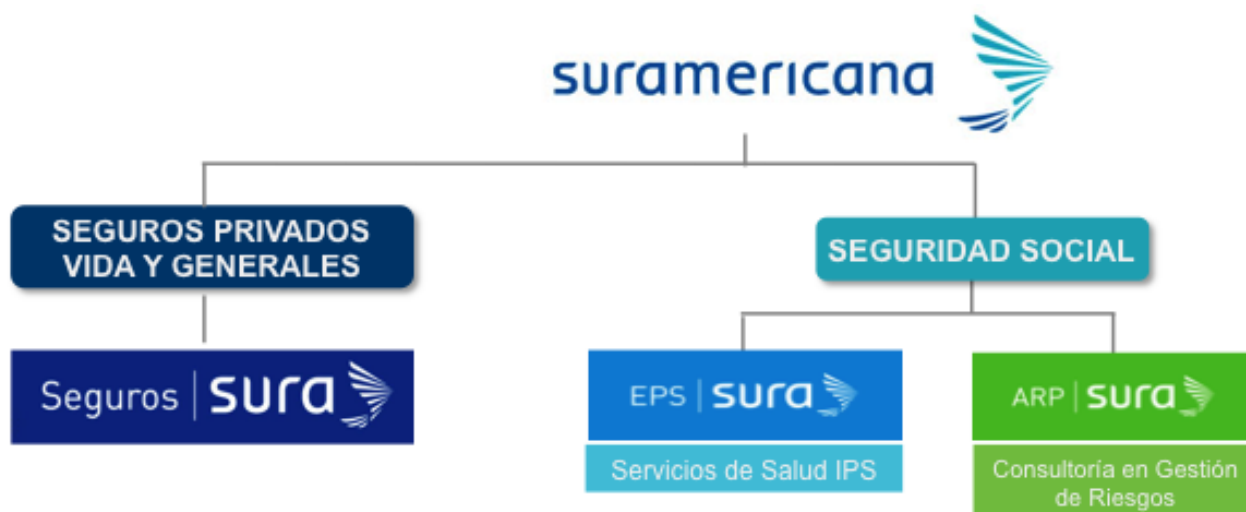 suramericana
SEGUROS PRIVADOS
VIDA Y GENERALES
SEGURIDAD SOCIAL
Seguros | sura
EPS | sura
ARP | sura
Servicios de Salud IPS
Consultoría en Gestión
de Riesgos